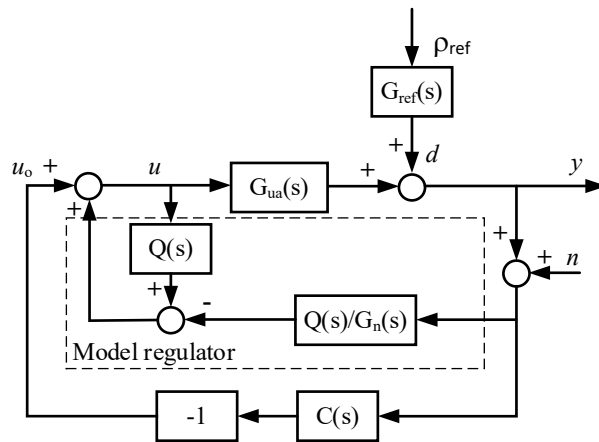 ρref
Gref(s)
+ d
uo + u + y
Gua(s)
+ Q(s) + + n
+ - Q(s)/Gn(s)
Model regulator
-1 C(s)